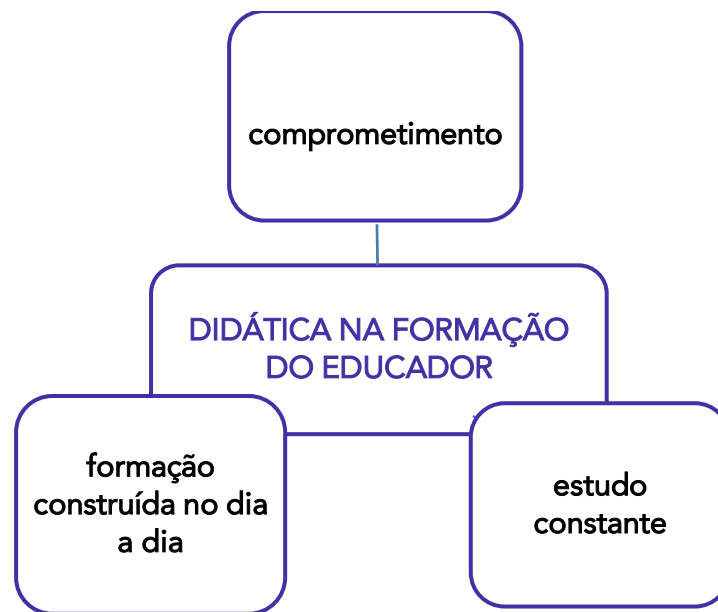 comprometimento
DIDÁTICA NA FORMAÇÃO
DO EDUCADOR
formação
construída no dia
a dia
estudo
constante